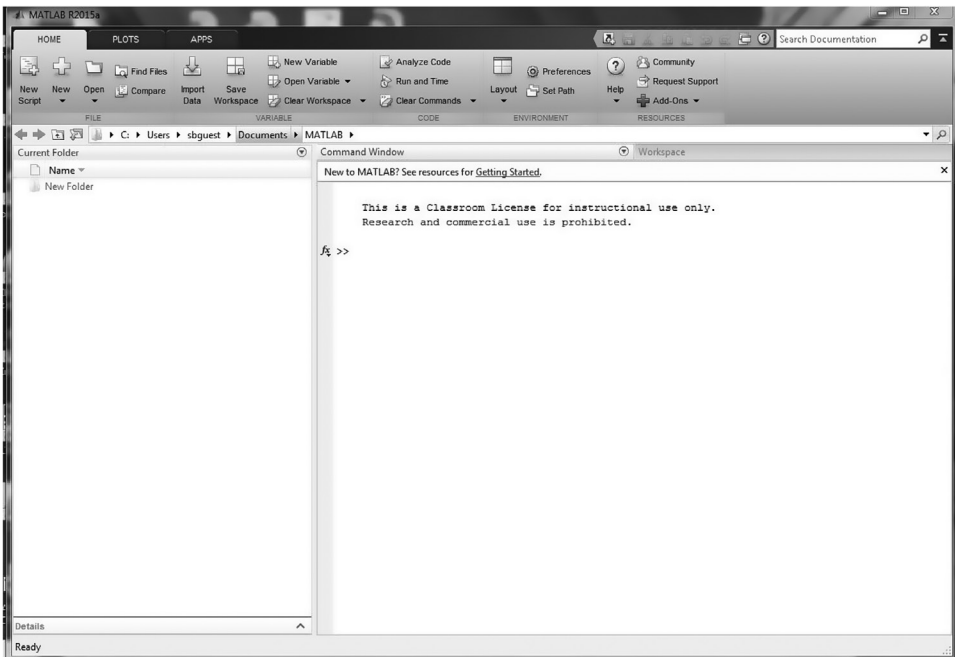 MATLAB R2015a
HOME PLOTS APPS
Search Documentation
New Script
New
Open
Find Files
Compare
Import Data
Save Workspace
New Variable
Open Variable
Clear Workspace
Analyze Code
Run and Time
Clear Commands
Layout
Preferences
Set Path
Help
Community
Request Support
Add-Ons
FILE VARIABLE CODE ENVIRONMENT RESOURCES
C: Users sbguest Documents MATLAB
Current Folder
Name
New Folder
Command Window
Workspace
New to MATLAB? See resources for Getting Started.
This is a Classroom License for instructional use only.
Research and commercial use is prohibited.
fx >>
Details
Ready